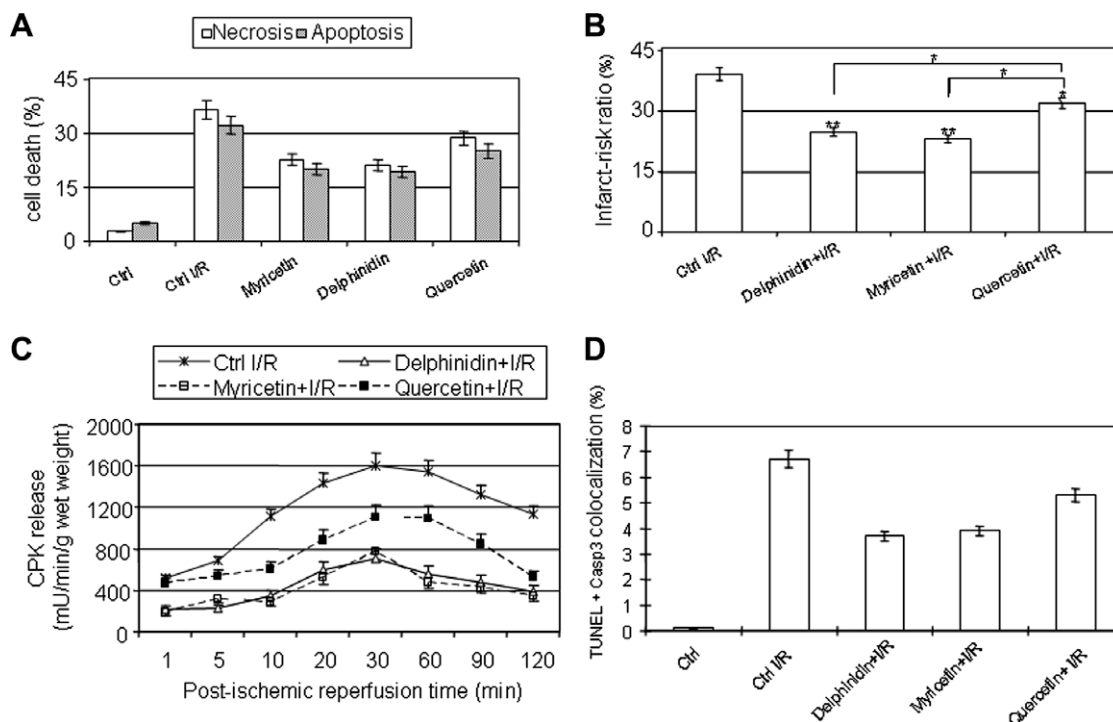 A
Necrosis Apoptosis
cell death (%)
45
30
15
0
Ctrl
Ctrl I/R
Myricetin
Delphinidin
Quercetin
B
Infarct-risk ratio (%)
45
30
15
0
*
*
**
**
*
Ctrl I/R
Delphinidin+I/R
Myricetin+I/R
Quercetin+I/R
C
Ctrl I/R Delphinidin+I/R
Myricetin+I/R Quercetin+I/R
CPK release
(mU/min/g wet weight)
2000
1600
1200
800
400
0
1 5 10 20 30 60 90 120
Post-ischemic reperfusion time (min)
D
TUNEL + Casp3 colocalization (%)
8
7
6
5
4
3
2
1
0
Ctrl
Ctrl I/R
Delphinidin+I/R
Myricetin+I/R
Quercetin+I/R